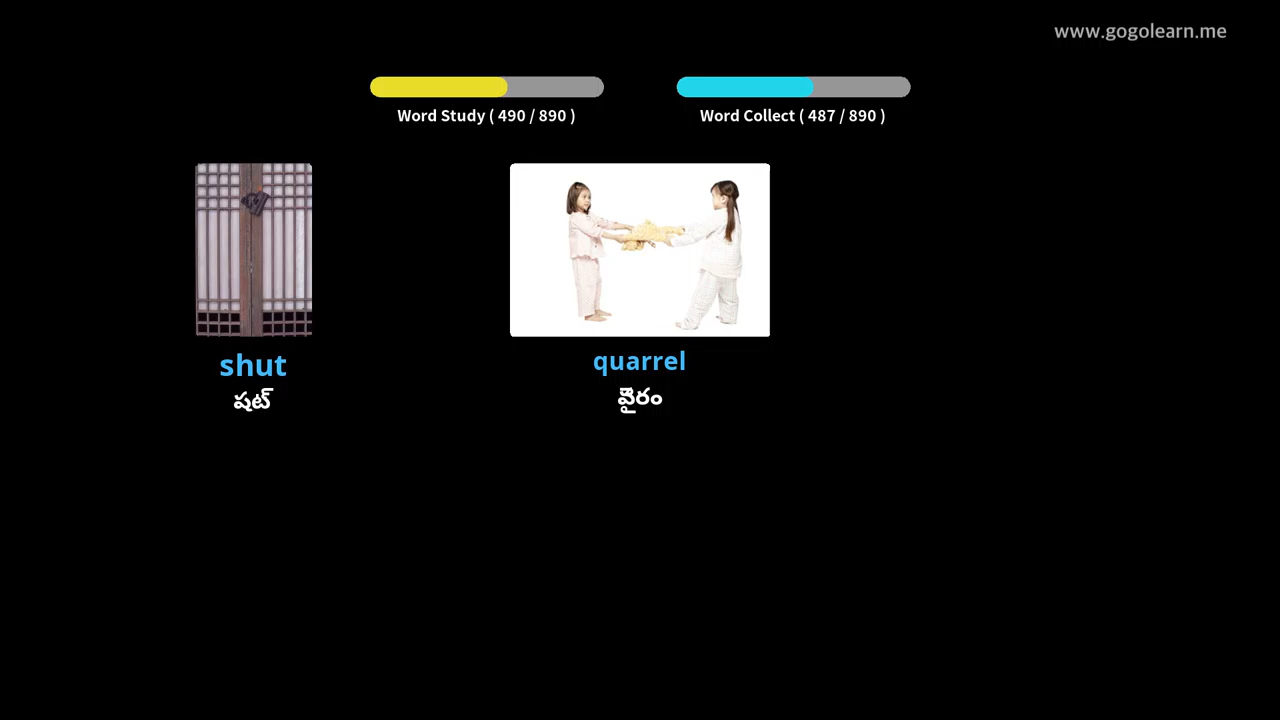 www.gogolearn.me
Word Study ( 490 / 890 )
Word Collect ( 487 / 890 )
shut
quarrel
షట్
వైరం